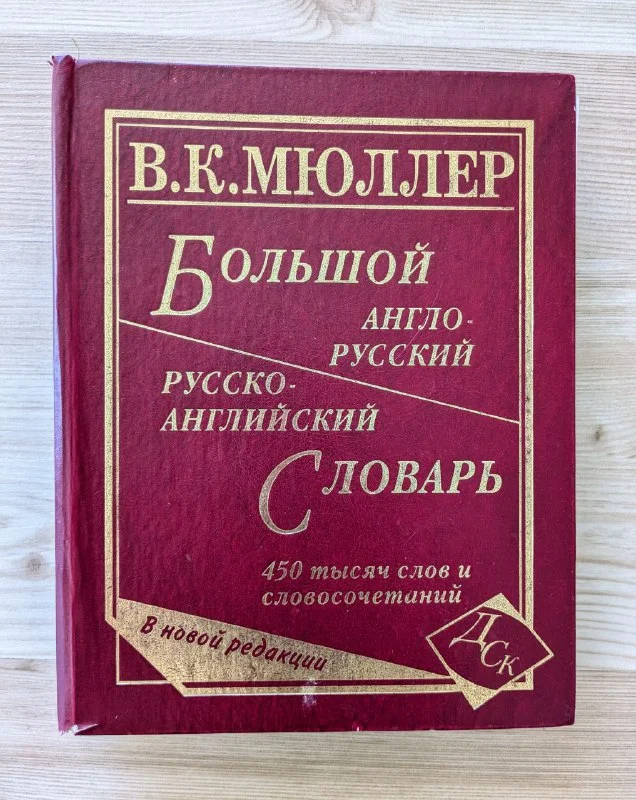 В.К.МЮЛЛЕР
БОЛЬШОЙ
АНГЛО-
РУССКИЙ
РУССКО-
АНГЛИЙСКИЙ
СЛОВАРЬ
450 тысяч слов и
словосочетаний
В новой редакции
ДСК